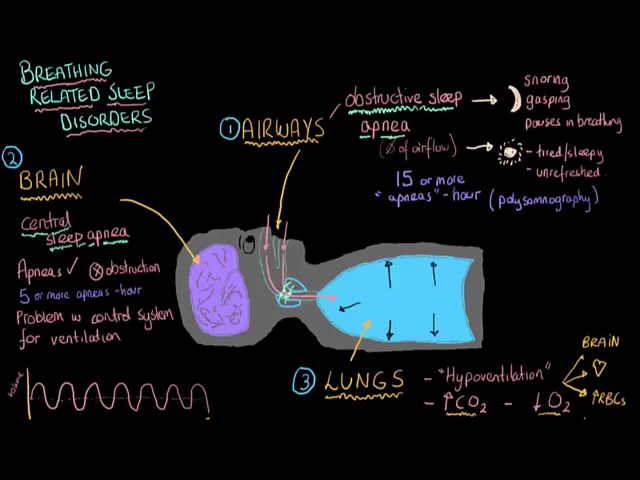 BREATHING
RELATED SLEEP
DISORDERS
① AIRWAYS
obstructive sleep
apnea
(∅ of airflow)
15 or more
"apneas" - hour (polysomnography)
snoring
gasping
pauses in breathing
- tired/sleepy
- unrefreshed
②
BRAIN
Central
sleep apnea
Apneas ✓ ⓧ obstruction
5 or more apneas - hour
Problem w control system
for ventilation
volume
③ LUNGS
- "Hypoventilation"
- ↑CO₂ - ↓O₂
BRAIN
♡
↑RBCs